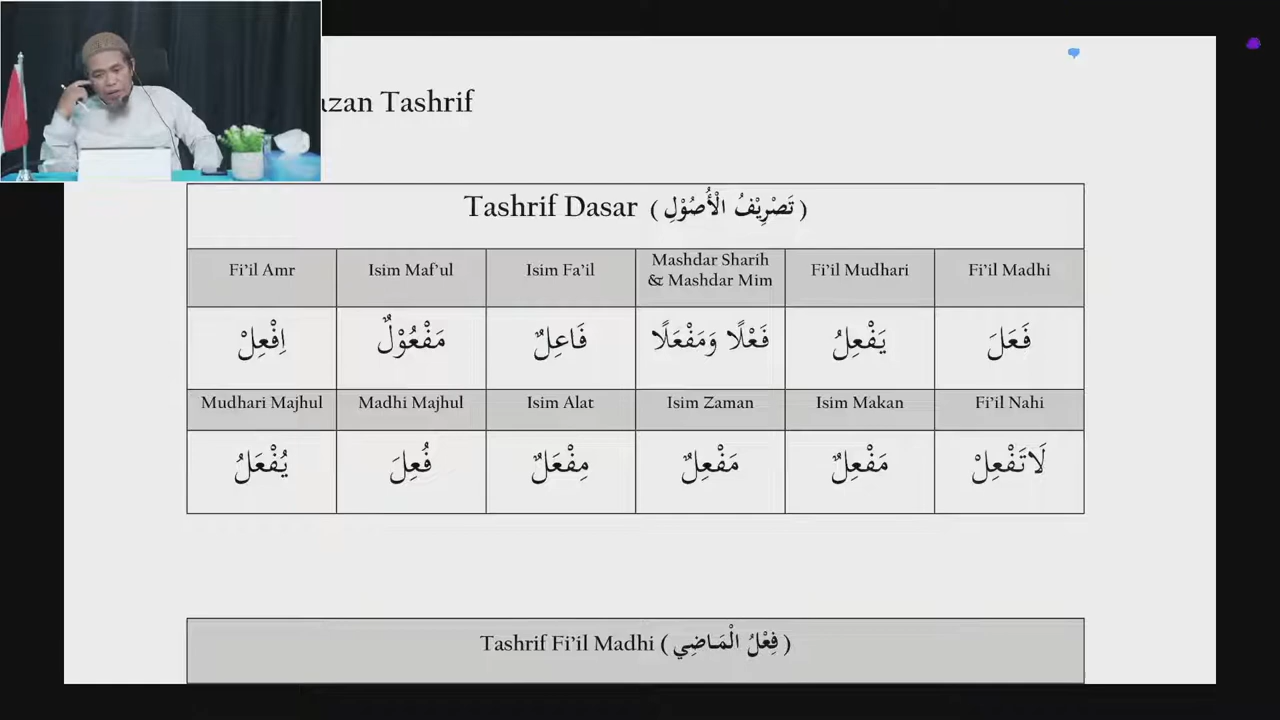 Tashrif
Tashrif Dasar (تَصْرِيْفُ الْأُصُوْلِ)
Fi'il Amr
Isim Maf'ul
Isim Fa'il
Mashdar Sharih
& Mashdar Mim
Fi'il Mudhari
Fi'il Madhi
اِفْعِلْ
مَفْعُوْلٌ
فَاعِلٌ
فَعْلًا وَمَفْعَلًا
يَفْعِلُ
فَعَلَ
Mudhari Majhul
Madhi Majhul
Isim Alat
Isim Zaman
Isim Makan
Fi'il Nahi
يُفْعَلُ
فُعِلَ
مِفْعَلٌ
مَفْعِلٌ
مَفْعِلٌ
لَاتَفْعِلْ
Tashrif Fi'il Madhi (فِعْلُ الْمَاضِي)